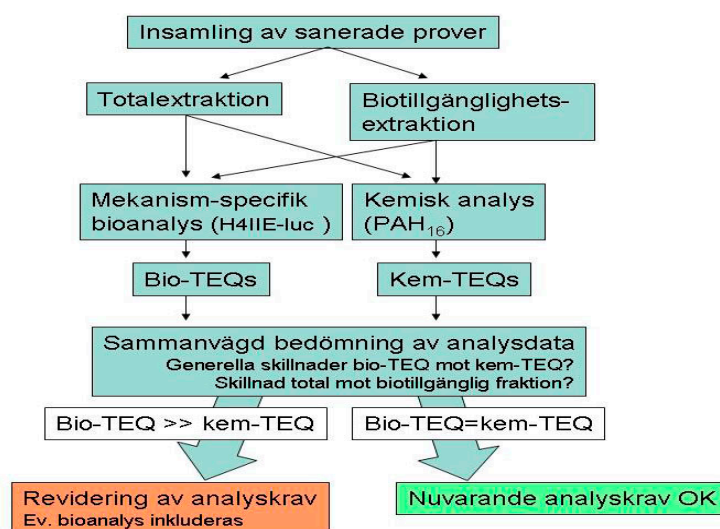 Insamling av sanerade prover
Totalextraktion
Biotillgänglighets-
extraktion
Mekanism-specifik
bioanalys (H4IIE-luc )
Kemisk analys
(PAH16)
Bio-TEQs
Kem-TEQs
Sammanvägd bedömning av analysdata
Generella skillnader bio-TEQ mot kem-TEQ?
Skillnad total mot biotillgänglig fraktion?
Bio-TEQ >> kem-TEQ
Bio-TEQ=kem-TEQ
Revidering av analyskrav
Ev. bioanalys inkluderas
Nuvarande analyskrav OK